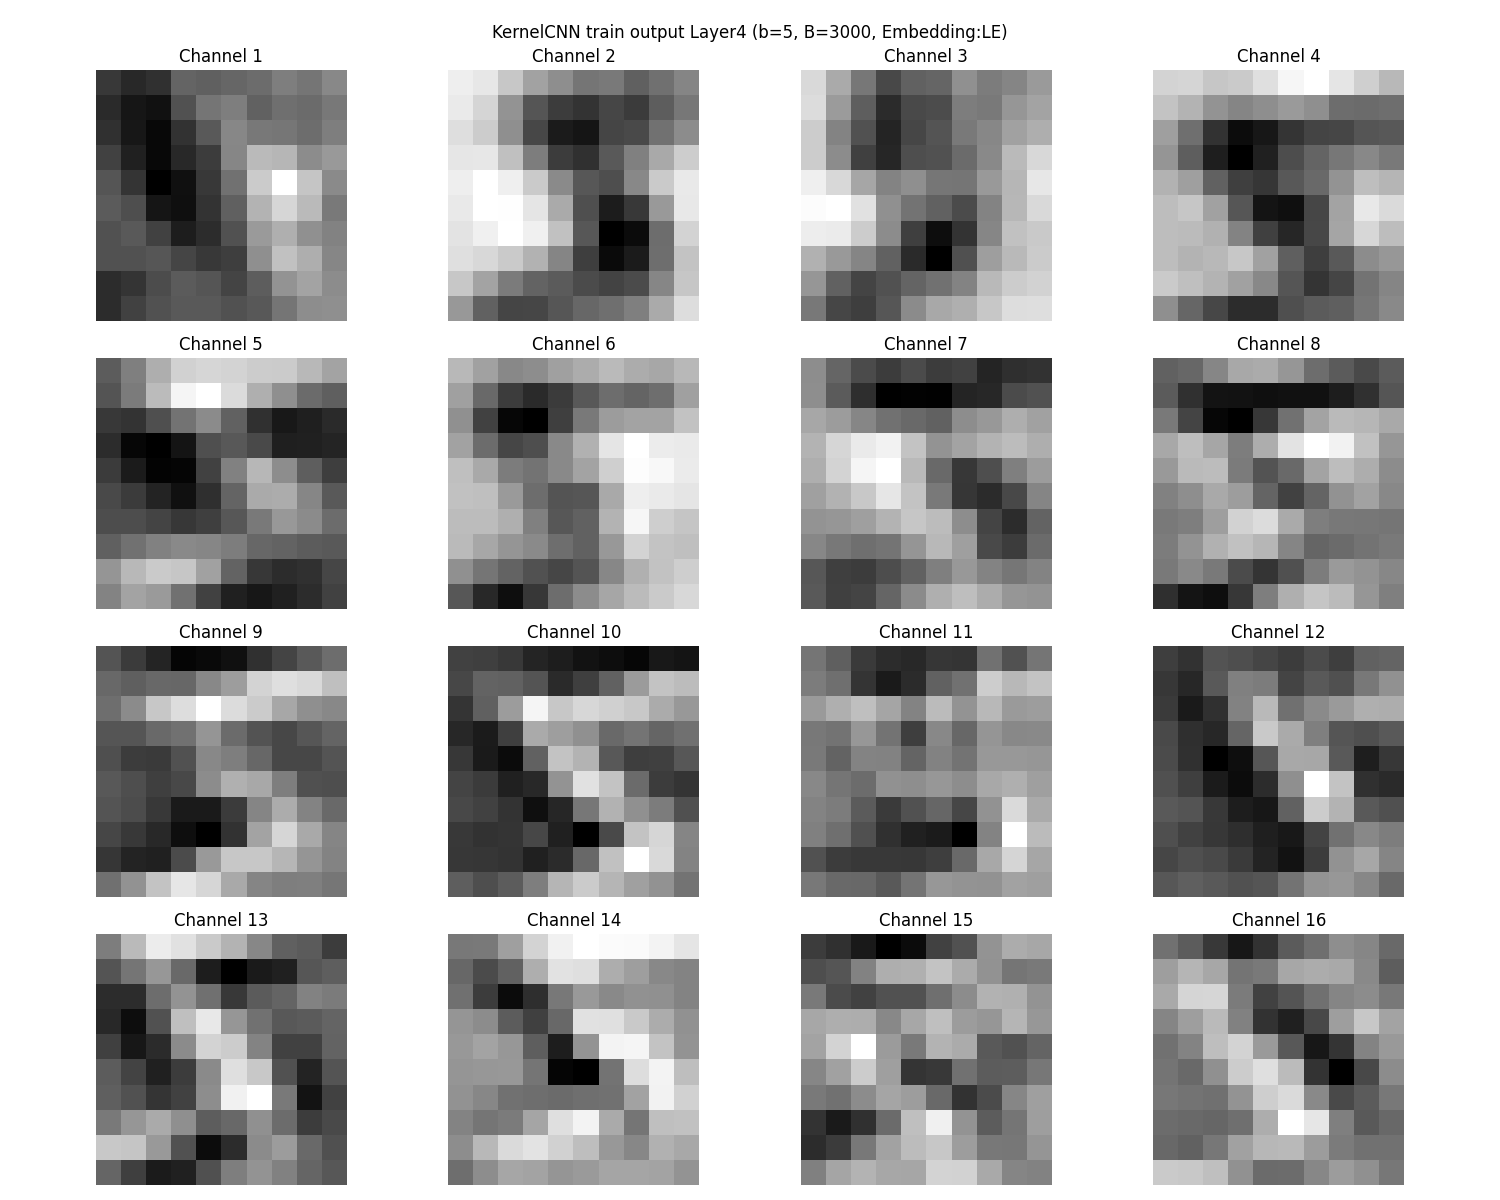 KernelCNN train output Layer4 (b=5, B=3000, Embedding:LE)
Channel 1
Channel 2
Channel 3
Channel 4
Channel 5
Channel 6
Channel 7
Channel 8
Channel 9
Channel 10
Channel 11
Channel 12
Channel 13
Channel 14
Channel 15
Channel 16